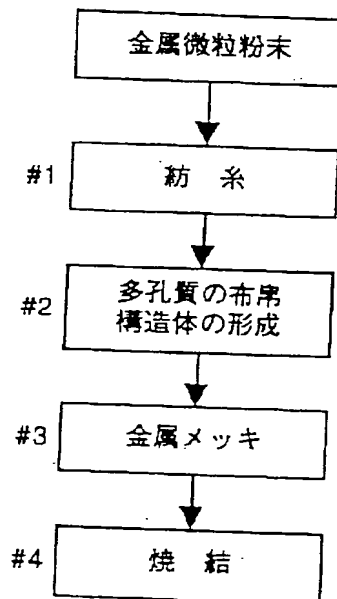 金属微粒粉末
#1 紡 糸
#2 多孔質の布帛
構造体の形成
#3 金属メッキ
#4 焼 結